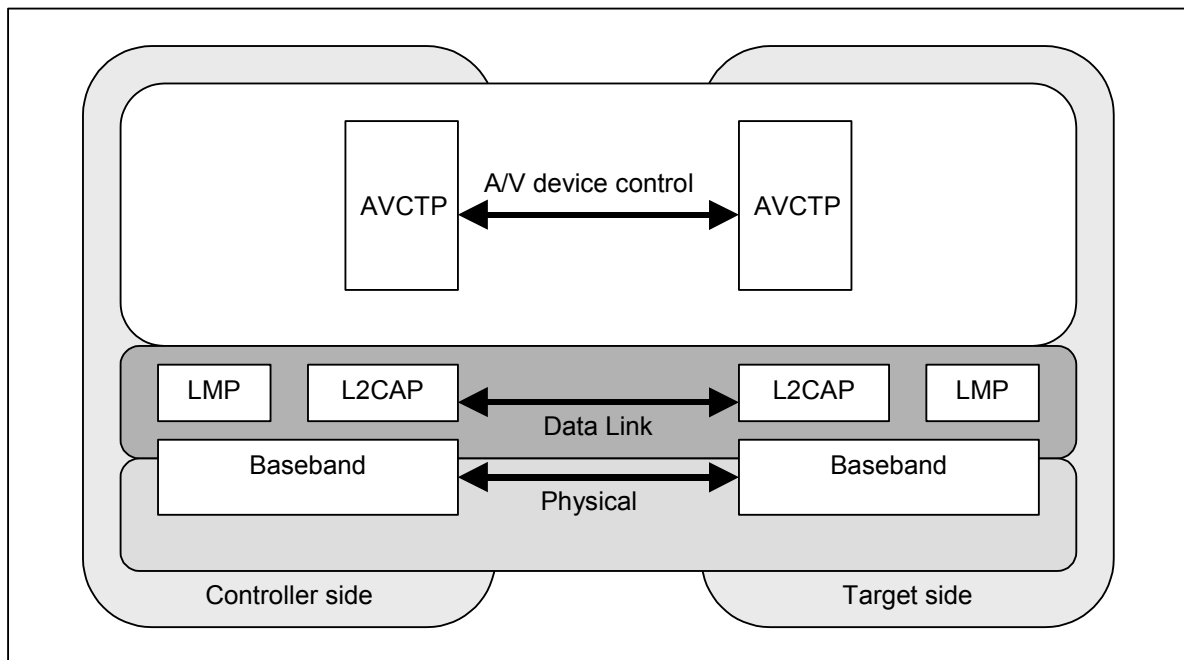 A/V device control
AVCTP
AVCTP
LMP
L2CAP
L2CAP
LMP
Data Link
Baseband
Baseband
Physical
Controller side
Target side